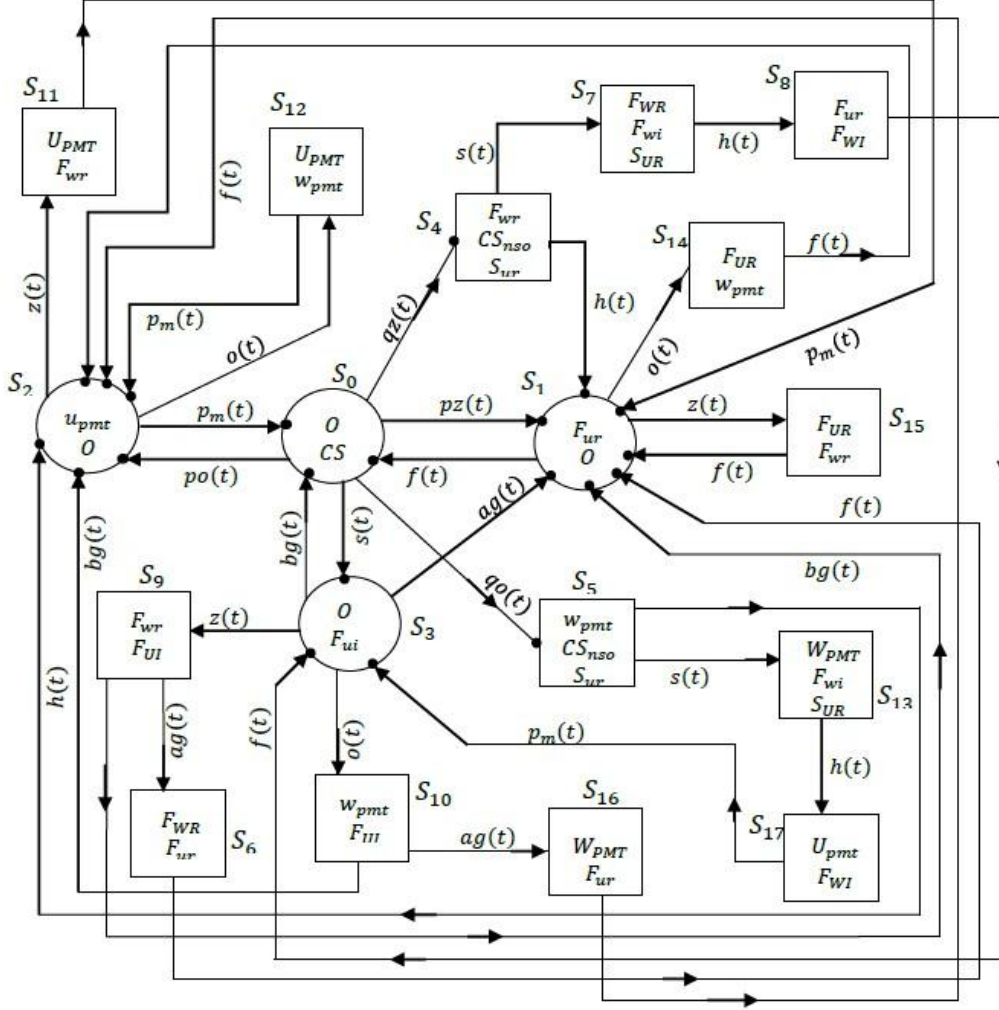 S₁₁
U_PMT
F_wr
z(t)
f(t)
S₁₂
U_PMT
w_pmt
p_m(t)
o(t)
S₇
F_WR
F_wi
S_UR
s(t)
h(t)
S₈
F_ur
F_WI
S₄
F_wr
CS_nso
S_ur
qz(t)
h(t)
S₁₄
F_UR
w_pmt
f(t)
o(t)
p_m(t)
S₂
u_pmt
O
p_m(t)
po(t)
S₀
O
CS
pz(t)
f(t)
S₁
F_ur
O
z(t)
f(t)
S₁₅
F_UR
F_wr
f(t)
bg(t)
bg(t)
bg(t)
s(t)
ag(t)
qo(t)
S₃
O
F_ui
z(t)
S₉
F_wr
F_UI
h(t)
ag(t)
f(t)
o(t)
S₅
w_pmt
CS_nso
S_ur
s(t)
S₁₃
W_PMT
F_wi
S_UR
h(t)
p_m(t)
S₆
F_WR
F_ur
S₁₀
w_pmt
F_UI
ag(t)
S₁₆
W_PMT
F_ur
S₁₇
U_pmt
F_WI